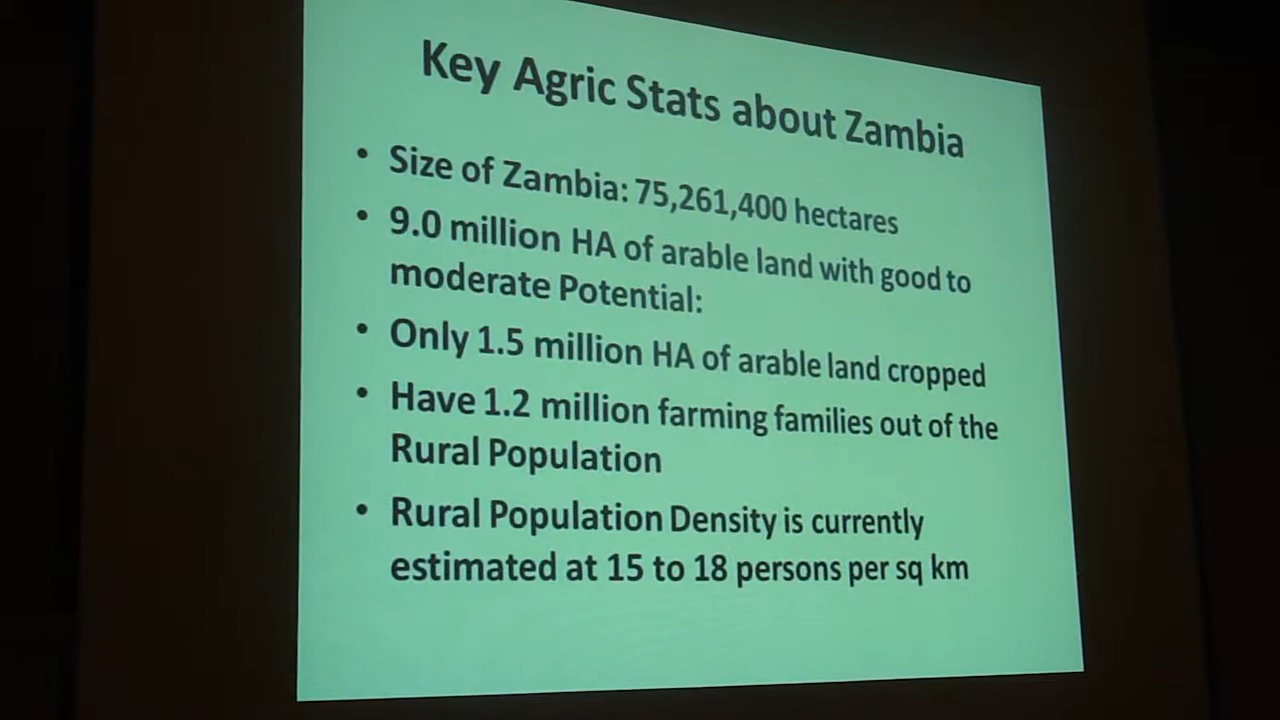 Key Agric Stats about Zambia
• Size of Zambia: 75,261,400 hectares
• 9.0 million HA of arable land with good to
moderate Potential:
• Only 1.5 million HA of arable land cropped
• Have 1.2 million farming families out of the
Rural Population
• Rural Population Density is currently
estimated at 15 to 18 persons per sq km